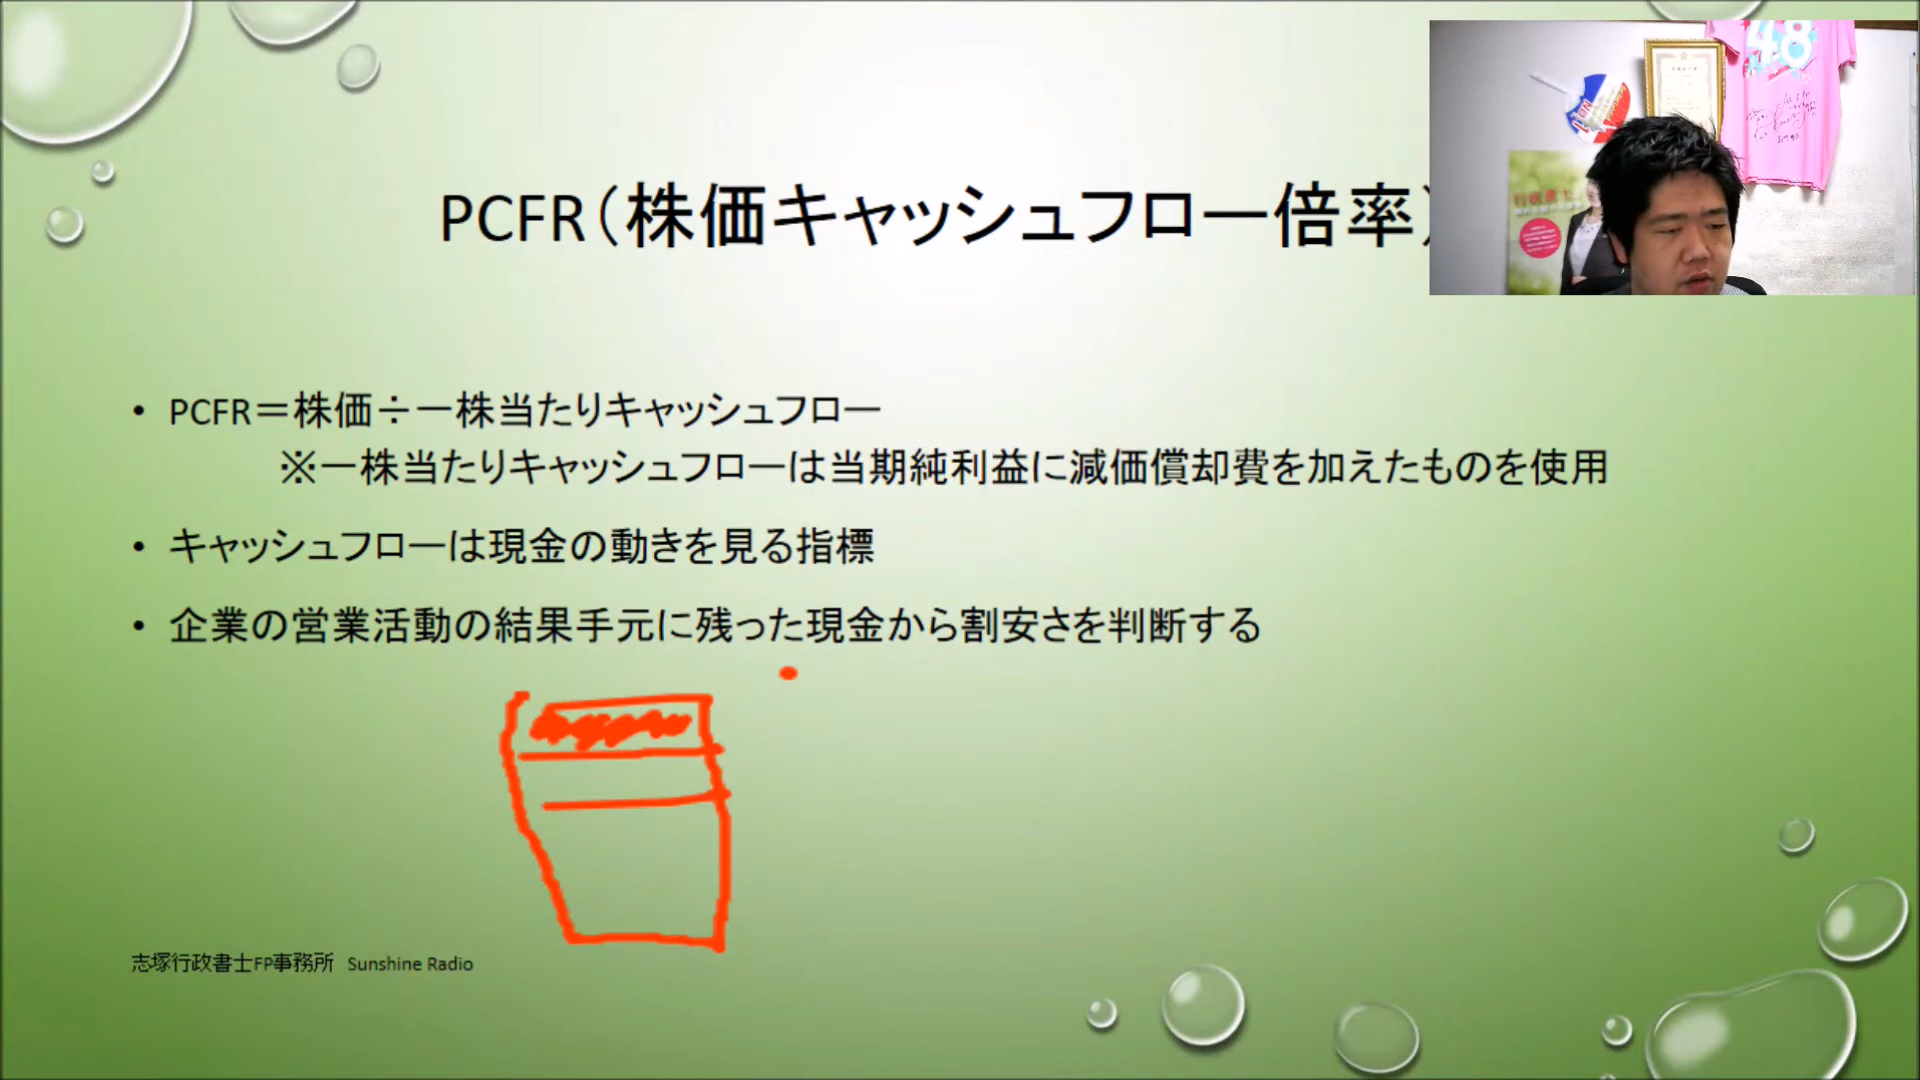 PCFR（株価キャッシュフロー倍率）
48
行政書士
• PCFR＝株価÷一株当たりキャッシュフロー
※一株当たりキャッシュフローは当期純利益に減価償却費を加えたものを使用
• キャッシュフローは現金の動きを見る指標
• 企業の営業活動の結果手元に残った現金から割安さを判断する
志塚行政書士FP事務所 Sunshine Radio